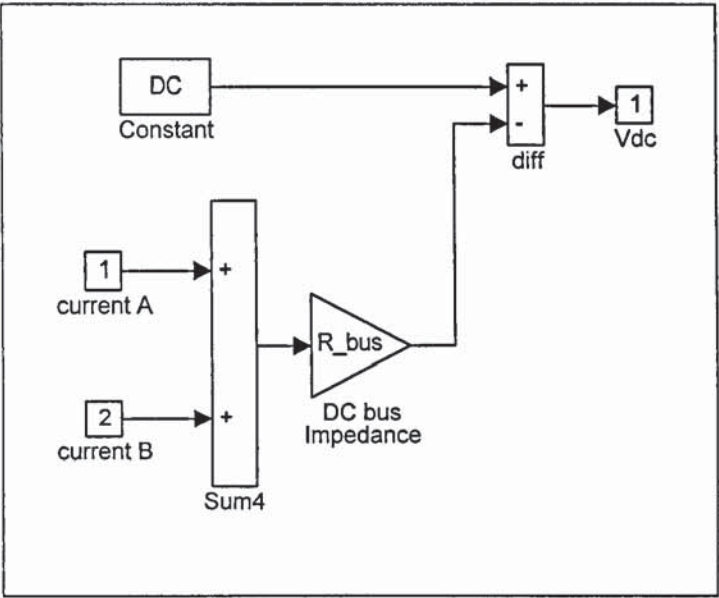 DC
Constant
+
-
diff
1
Vdc
1
current A
+
R_bus
DC bus
Impedance
2
current B
+
Sum4